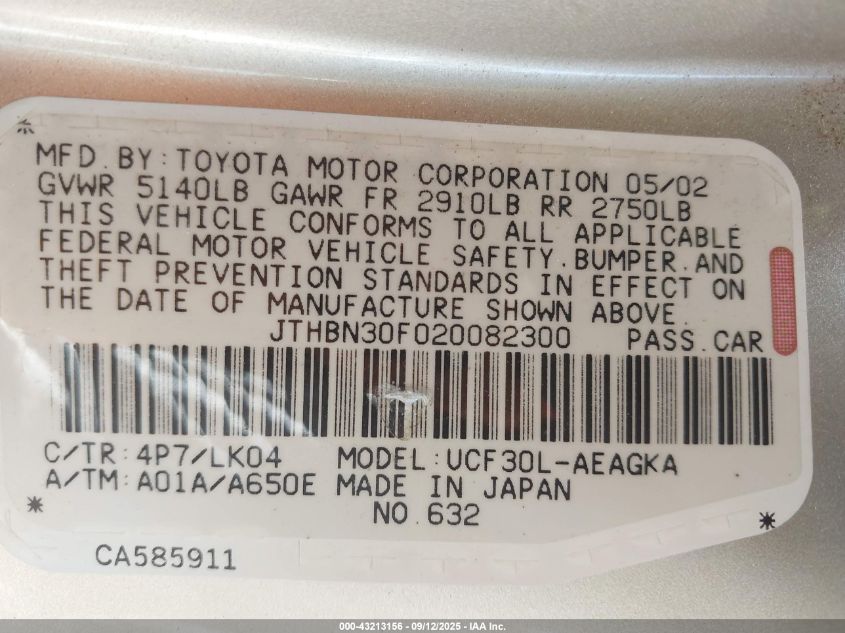 MFD. BY: TOYOTA MOTOR CORPORATION 05/02
GVWR 5140LB GAWR FR 2910LB RR 2750LB
THIS VEHICLE CONFORMS TO ALL APPLICABLE
FEDERAL MOTOR VEHICLE SAFETY. BUMPER. AND
THEFT PREVENTION STANDARDS IN EFFECT ON
THE DATE OF MANUFACTURE SHOWN ABOVE.
JTHBN30F020082300 PASS. CAR
C/TR: 4P7/LK04 MODEL: UCF30L-AEAGKA
A/TM: A01A/A650E MADE IN JAPAN
NO. 632
CA585911
000-43213156 - 09/12/2025 - IAA Inc.